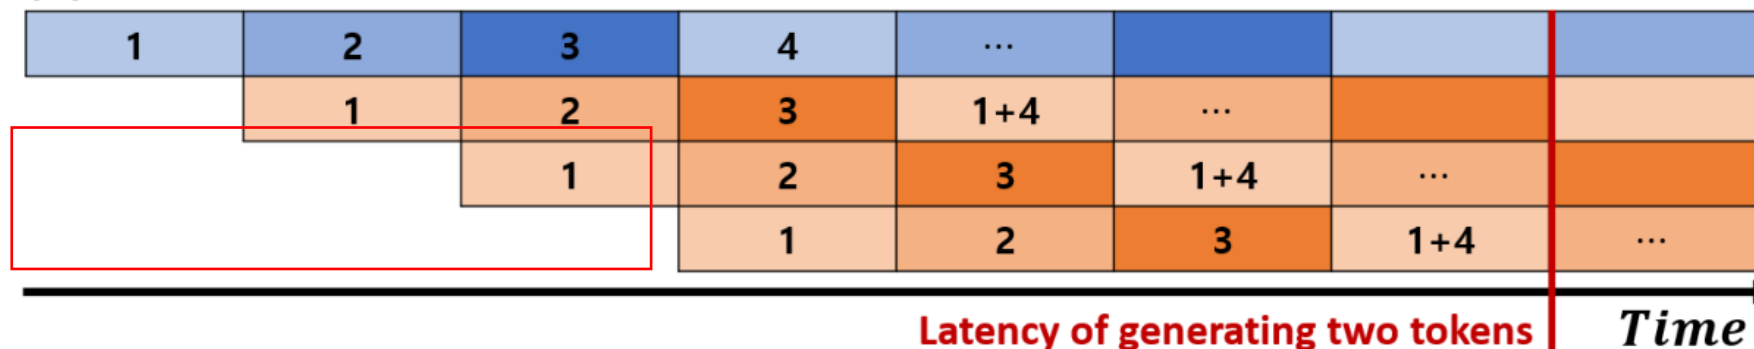 1 2 3 4 ...
1 2 3 1+4 ...
1 2 3 1+4 ...
1 2 3 1+4 ...
Latency of generating two tokens Time